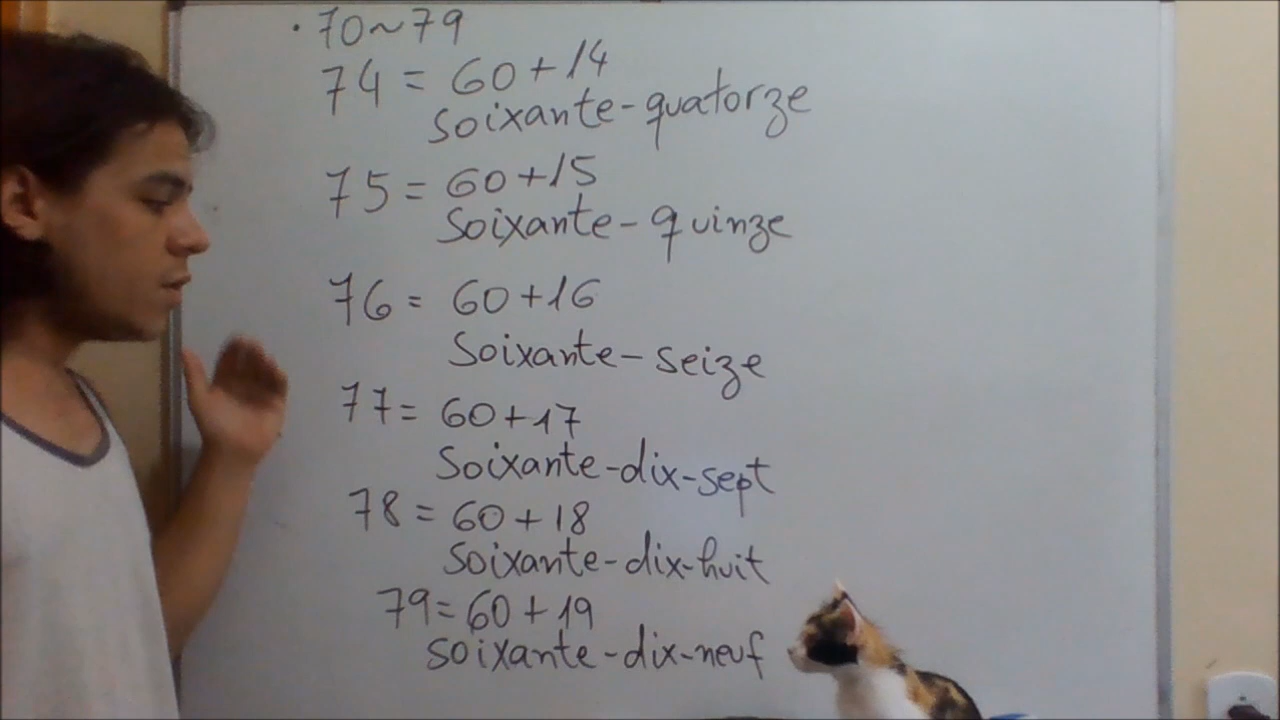 · 70~79
74 = 60+14
soixante-quatorze
75 = 60+15
Soixante-quinze
76 = 60+16
Soixante-seize
77 = 60+17
Soixante-dix-sept
78 = 60+18
Soixante-dix-huit
79 = 60+19
soixante-dix-neuf